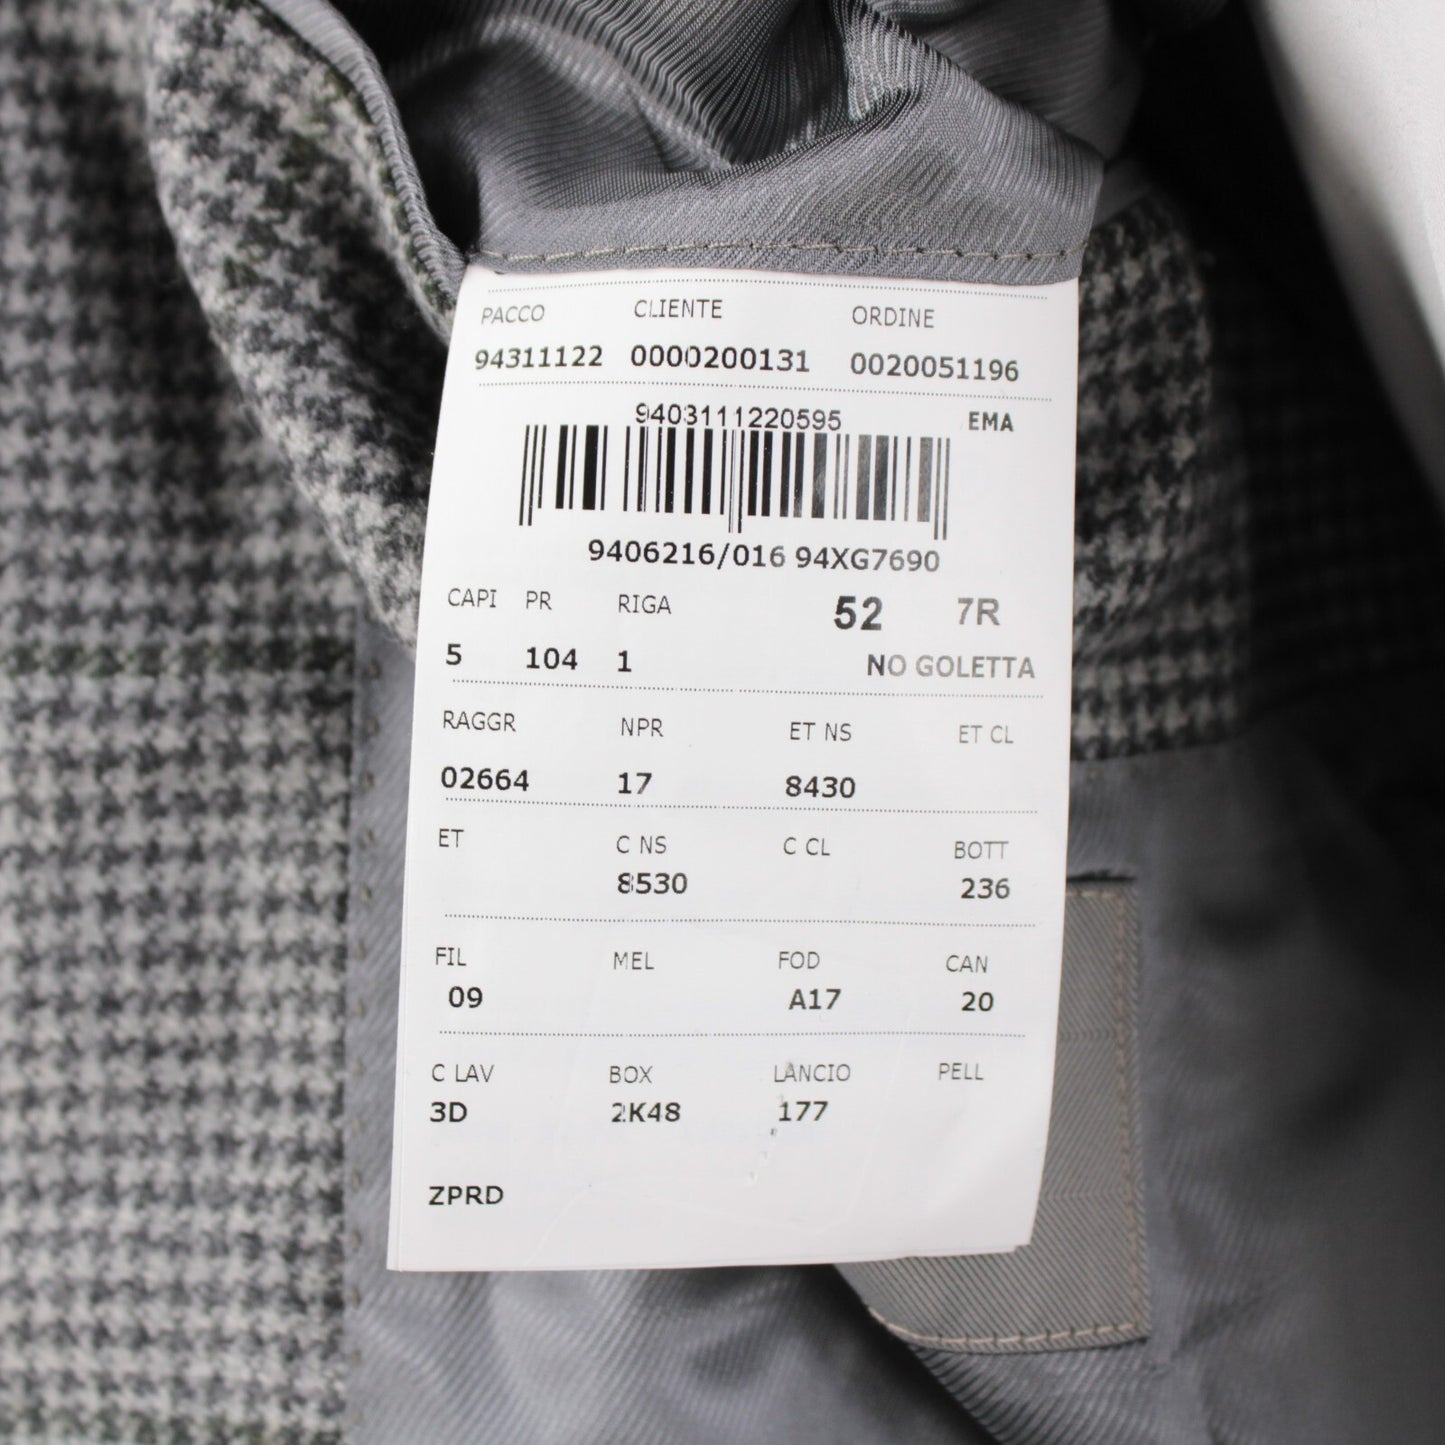 PACCO CLIENTE ORDINE
94311122 0000200131 0020051196
9403111220595 EMA
9406216/016 94XG7690
CAPI PR RIGA 52 7R
5 104 1 NO GOLETTA
RAGGR NPR ET NS ET CL
02664 17 8430
ET C NS C CL BOTT
8530 236
FIL MEL FOD CAN
09 A17 20
C LAV BOX LANCIO PELL
3D 2K48 177
ZPRD